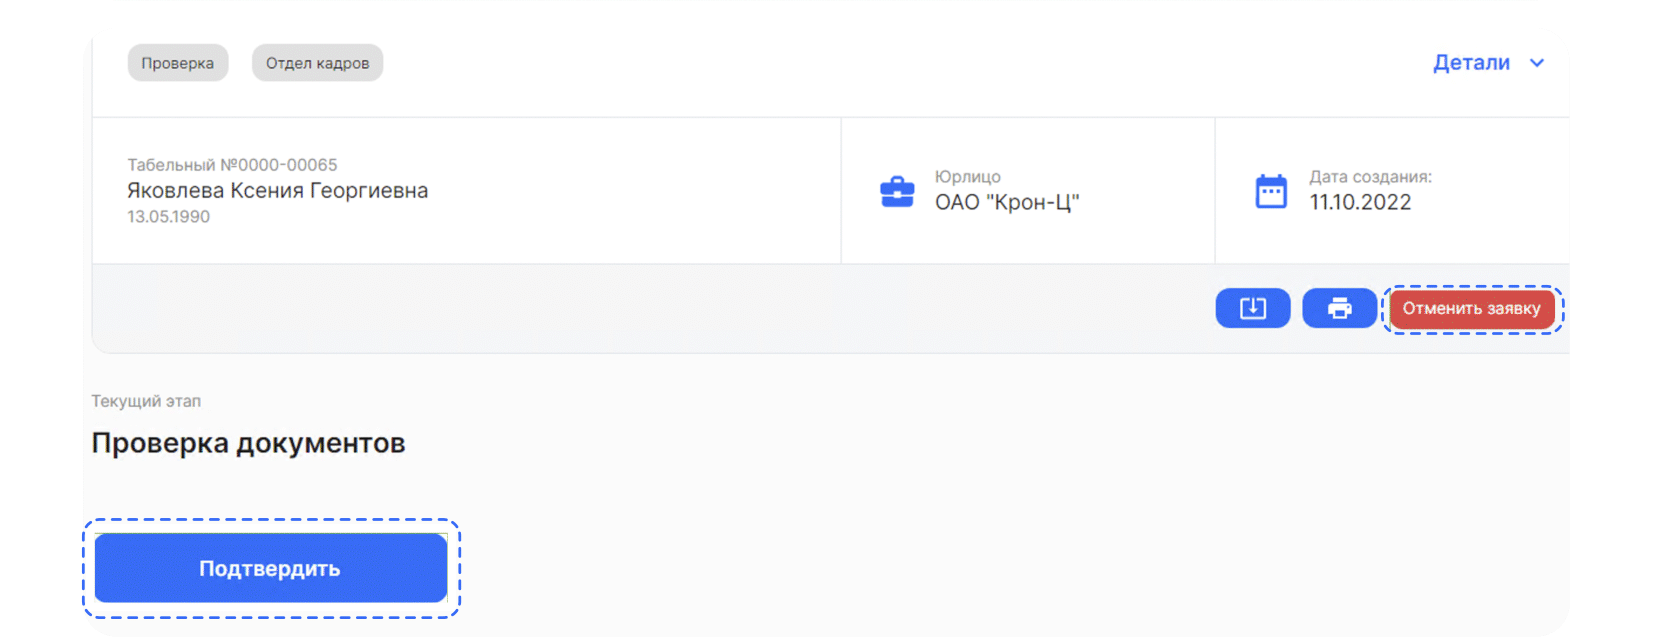 Проверка
Отдел кадров
Детали
Табельный №0000-00065
Яковлева Ксения Георгиевна
13.05.1990
Юрлицо
ОАО "Крон-Ц"
Дата создания:
11.10.2022
Отменить заявку
Текущий этап
Проверка документов
Подтвердить